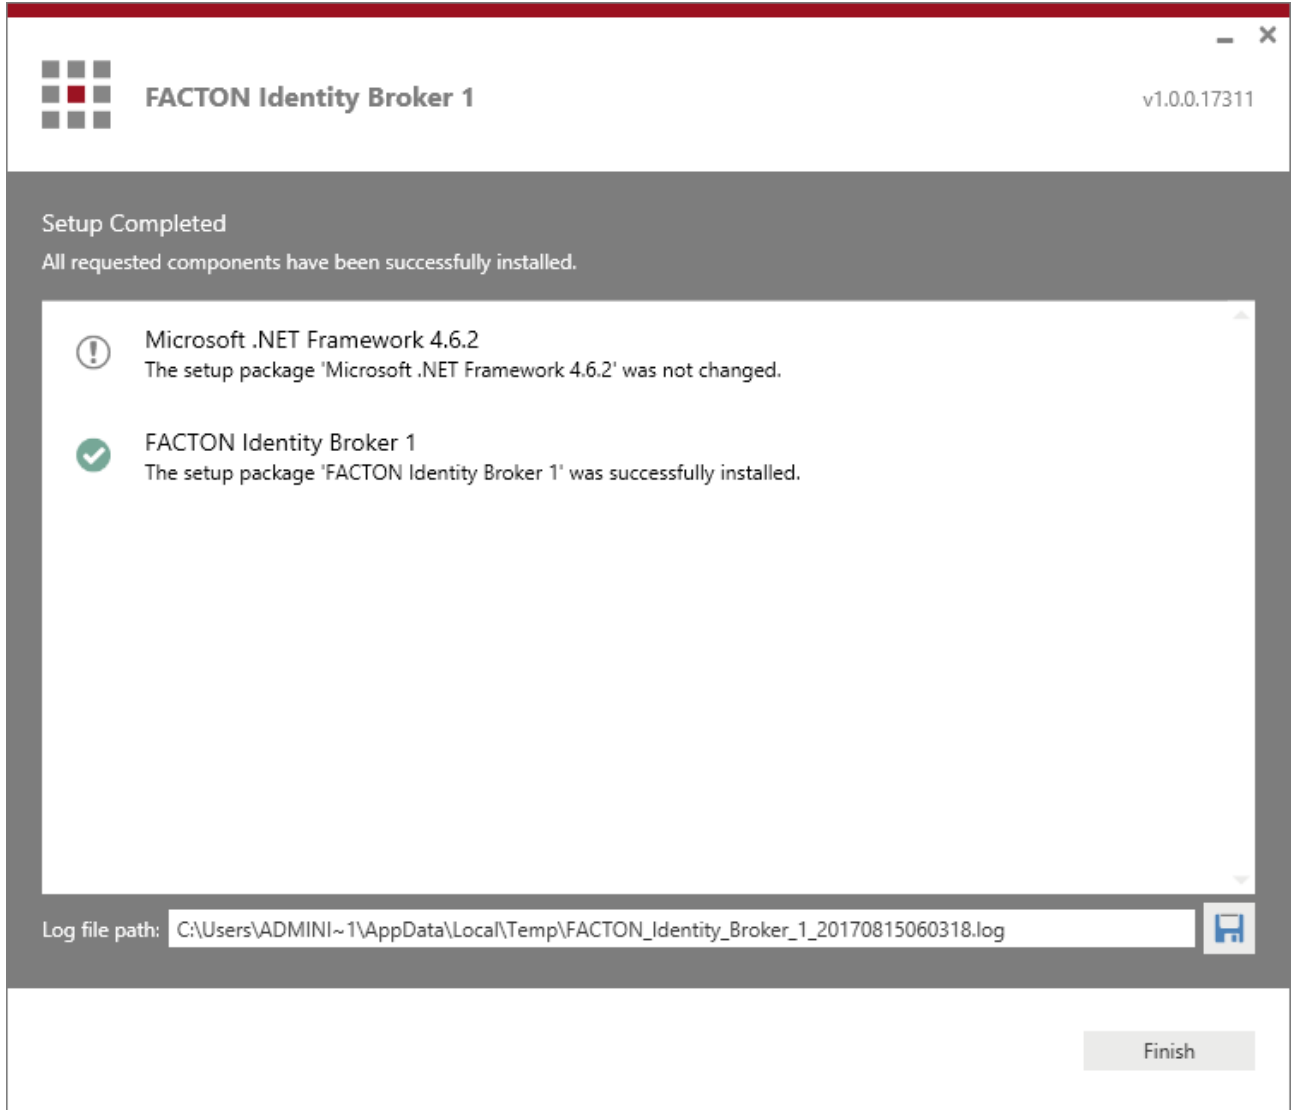 FACTON Identity Broker 1
v1.0.0.17311
Setup Completed
All requested components have been successfully installed.
Microsoft .NET Framework 4.6.2
The setup package 'Microsoft .NET Framework 4.6.2' was not changed.
FACTON Identity Broker 1
The setup package 'FACTON Identity Broker 1' was successfully installed.
Log file path: C:\Users\ADMINI~1\AppData\Local\Temp\FACTON_Identity_Broker_1_20170815060318.log
Finish